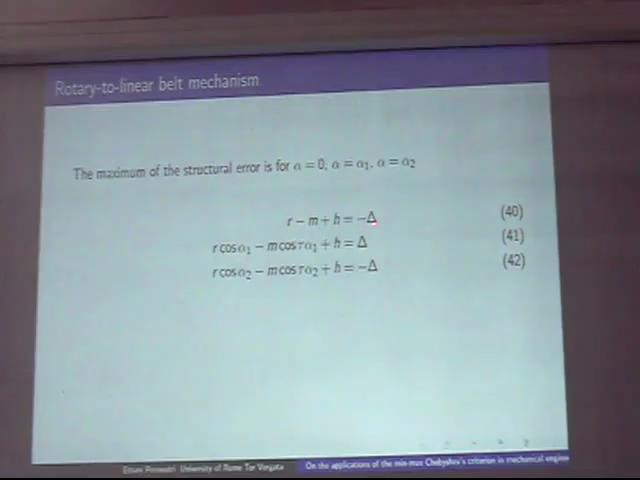 Rotary-to-linear belt mechanism
The maximum of the structural error is for α = 0, α = α₁, α = α₂
r − m + h = −Δ (40)
r cos α₁ − m cos τα₁ + h = Δ (41)
r cos α₂ − m cos τα₂ + h = −Δ (42)
Ettore Pennestrì University of Rome Tor Vergata On the applications of the min-max Chebyshev's criterion in mechanical engine